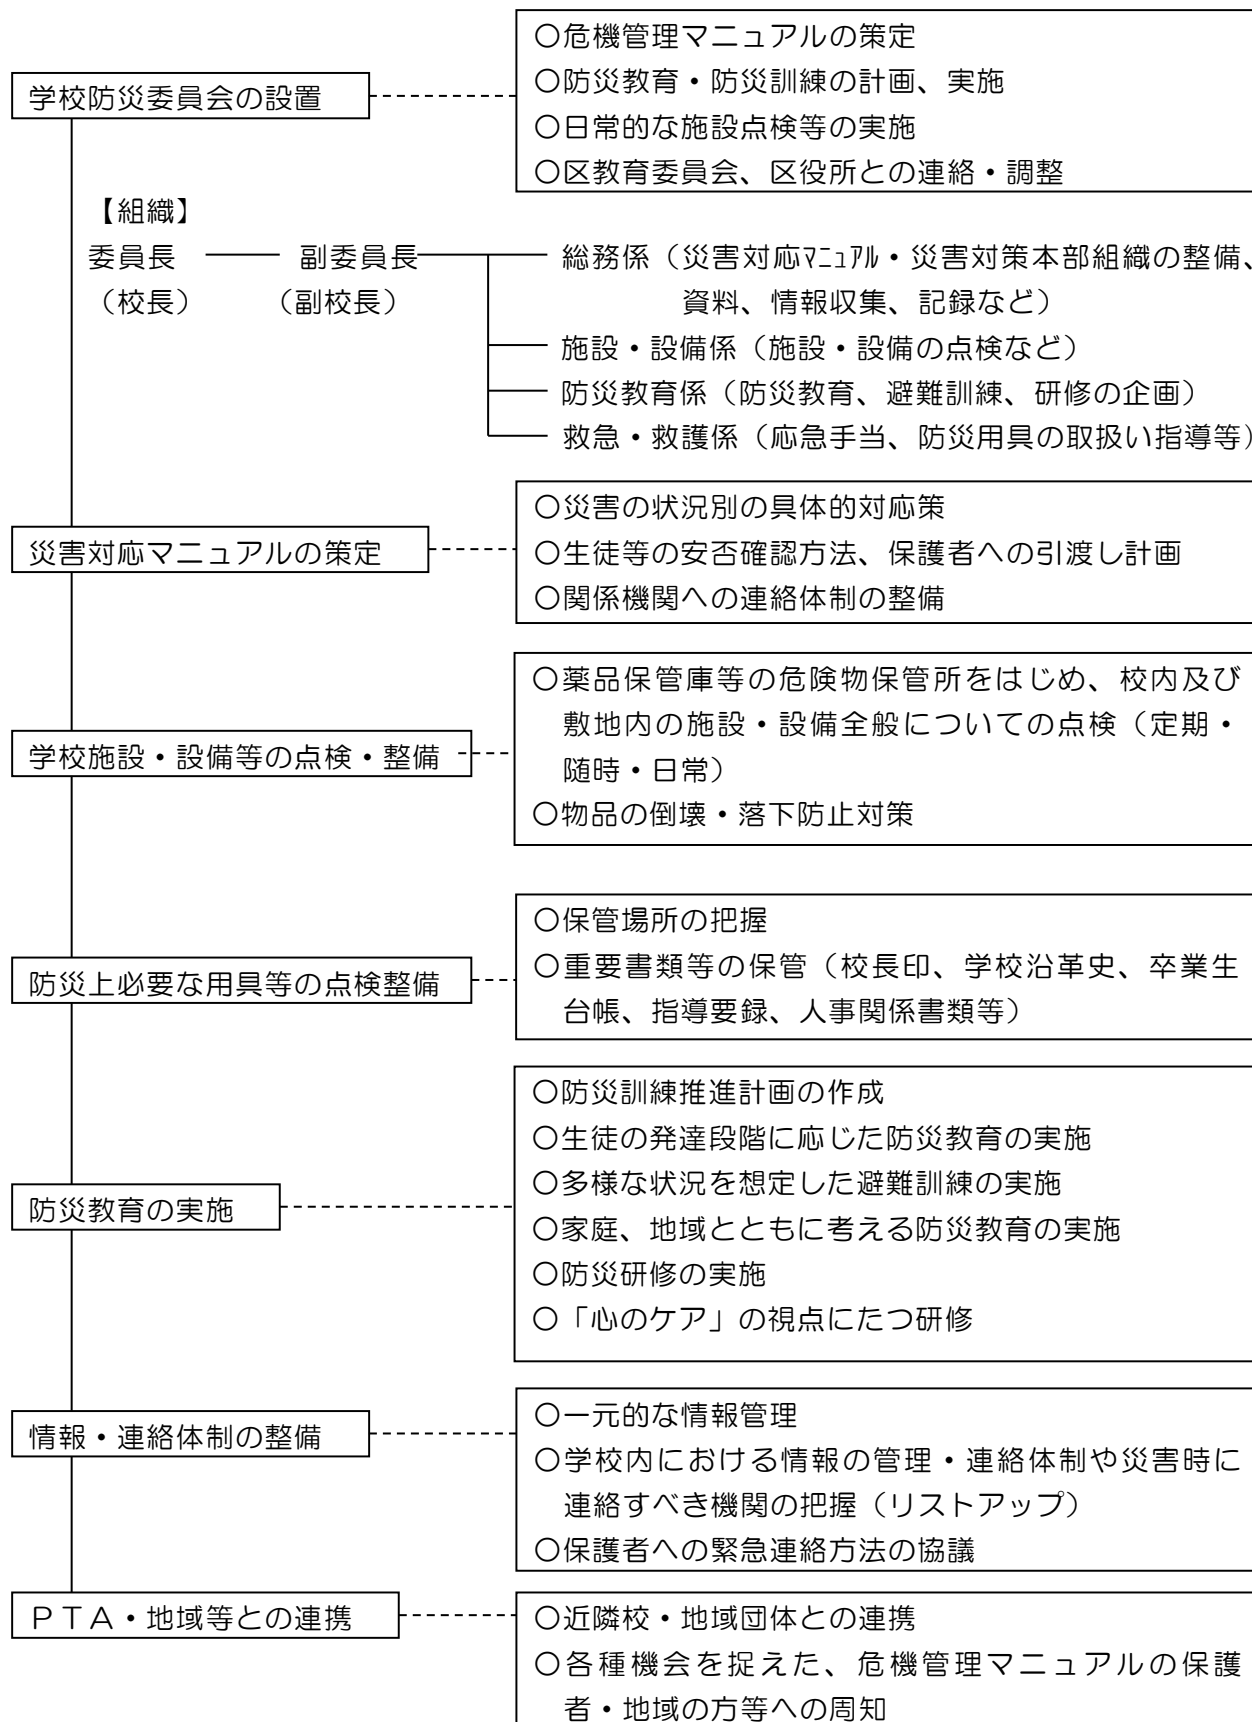 学校防災委員会の設置
〇危機管理マニュアルの策定
〇防災教育・防災訓練の計画、実施
〇日常的な施設点検等の実施
〇区教育委員会、区役所との連絡・調整
【組織】
委員長 副委員長 総務係（災害対応ﾏﾆｭｱﾙ・災害対策本部組織の整備、
（校長） （副校長） 資料、情報収集、記録など）
施設・設備係（施設・設備の点検など）
防災教育係（防災教育、避難訓練、研修の企画）
救急・救護係（応急手当、防災用具の取扱い指導等）
災害対応マニュアルの策定
〇災害の状況別の具体的対応策
〇生徒等の安否確認方法、保護者への引渡し計画
〇関係機関への連絡体制の整備
学校施設・設備等の点検・整備
〇薬品保管庫等の危険物保管所をはじめ、校内及び
敷地内の施設・設備全般についての点検（定期・
随時・日常）
〇物品の倒壊・落下防止対策
防災上必要な用具等の点検整備
〇保管場所の把握
〇重要書類等の保管（校長印、学校沿革史、卒業生
台帳、指導要録、人事関係書類等）
防災教育の実施
〇防災訓練推進計画の作成
〇生徒の発達段階に応じた防災教育の実施
〇多様な状況を想定した避難訓練の実施
〇家庭、地域とともに考える防災教育の実施
〇防災研修の実施
〇「心のケア」の視点にたつ研修
情報・連絡体制の整備
〇一元的な情報管理
〇学校内における情報の管理・連絡体制や災害時に
連絡すべき機関の把握（リストアップ）
〇保護者への緊急連絡方法の協議
ＰＴＡ・地域等との連携
〇近隣校・地域団体との連携
〇各種機会を捉えた、危機管理マニュアルの保護
者・地域の方等への周知